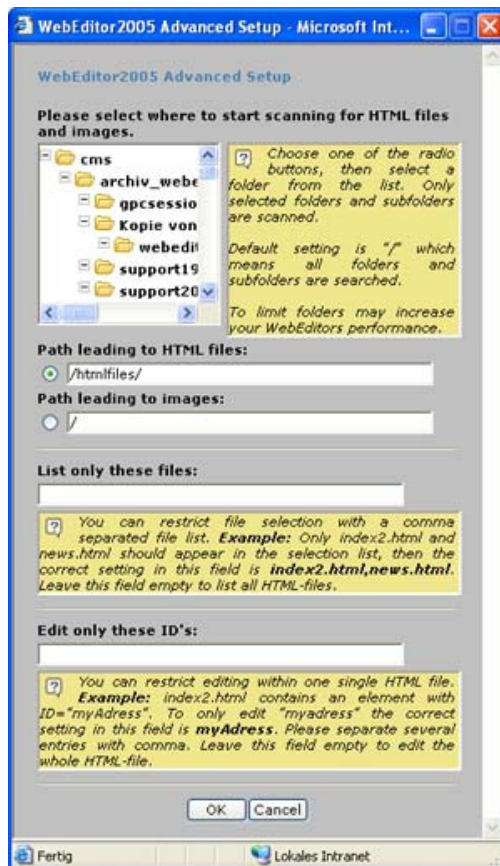 WebEditor2005 Advanced Setup - Microsoft Int...
WebEditor2005 Advanced Setup
Please select where to start scanning for HTML files
and images.
cms
archiv_webe
gpcsessio
Kopie von
webedit
support19
support20
Choose one of the radio
buttons, then select a
folder from the list. Only
selected folders and subfolders
are scanned.
Default setting is "/" which
means all folders and
subfolders are searched.
To limit folders may increase
your WebEditors performance.
Path leading to HTML files:
/htmlfiles/
Path leading to images:
/
List only these files:
You can restrict file selection with a comma
separated file list. Example: Only index2.html and
news.html should appear in the selection list, then the
correct setting in this field is index2.html,news.html.
Leave this field empty to list all HTML-files.
Edit only these ID's:
You can restrict editing within one single HTML file.
Example: index2.html contains an element with
ID="myAdress". To only edit "myadress" the correct
setting in this field is myAdress. Please separate several
entries with comma. Leave this field empty to edit the
whole HTML-file.
OK Cancel
Fertig Lokales Intranet